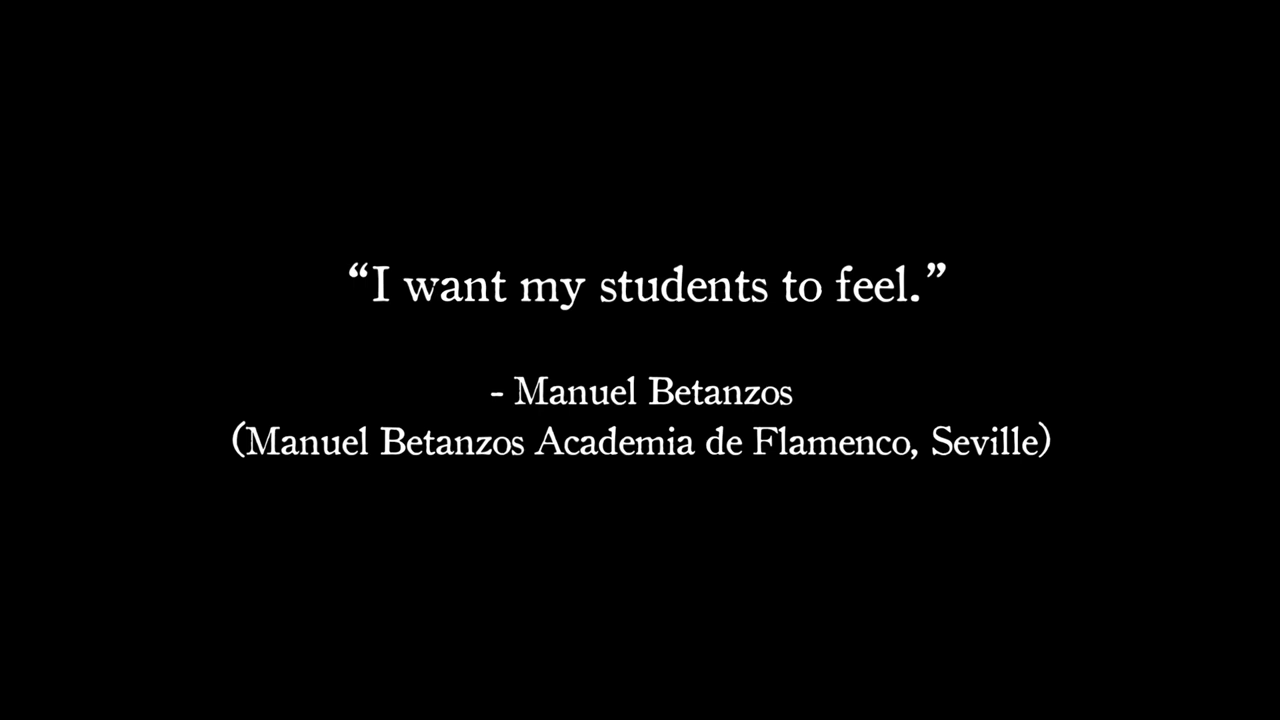 “I want my students to feel.”
- Manuel Betanzos
(Manuel Betanzos Academia de Flamenco, Seville)